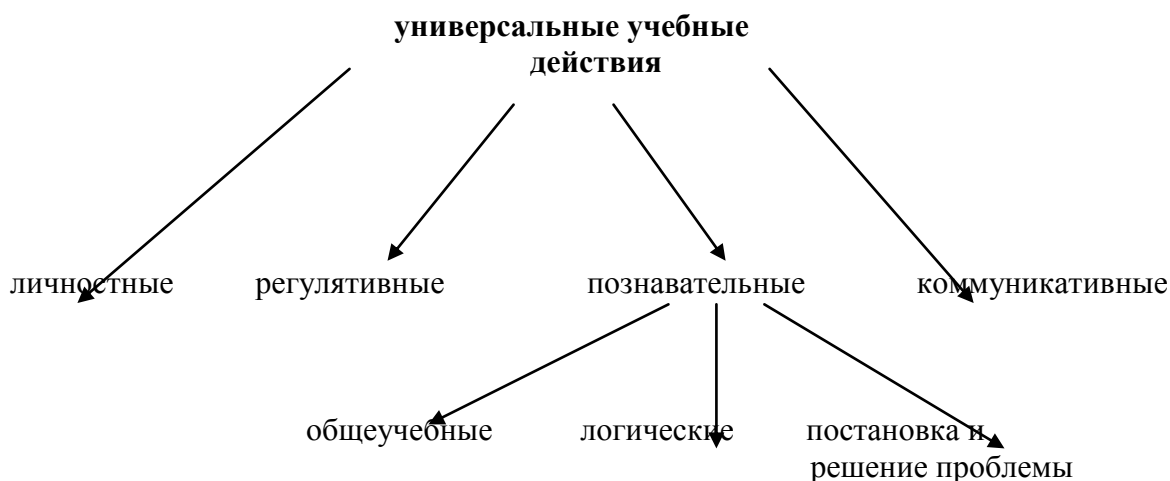 универсальные учебные
действия
личностные регулятивные познавательные коммуникативные
общеучебные логические постановка и
решение проблемы